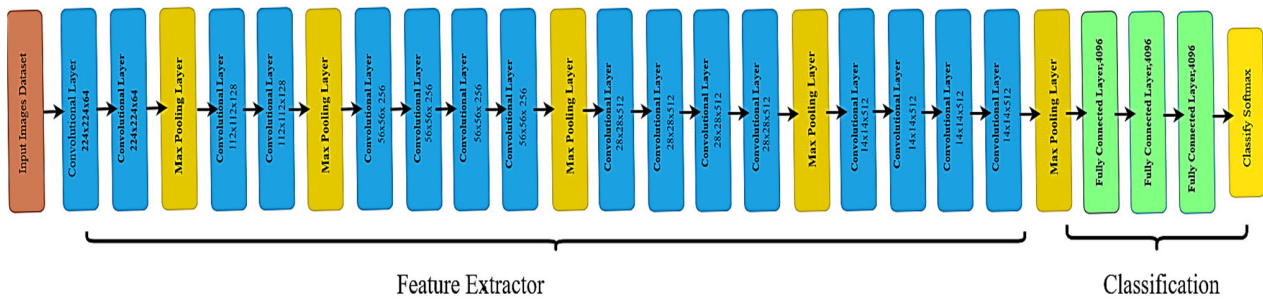 Input Images Dataset
Convolutional Layer
224x224x64
Convolutional Layer
224x224x64
Max Pooling Layer
Convolutional Layer
112x112x128
Convolutional Layer
112x112x128
Max Pooling Layer
Convolutional Layer
56x56x 256
Convolutional Layer
56x56x 256
Convolutional Layer
56x56x 256
Convolutional Layer
56x56x 256
Max Pooling Layer
Convolutional Layer
28x28x512
Convolutional Layer
28x28x512
Convolutional Layer
28x28x512
Convolutional Layer
28x28x512
Max Pooling Layer
Convolutional Layer
14x14x512
Convolutional Layer
14x14x512
Convolutional Layer
14x14x512
Convolutional Layer
14x14x512
Max Pooling Layer
Fully Connected Layer,4096
Fully Connected Layer,4096
Fully Connected Layer,4096
Classify Softmax
Feature Extractor
Classification